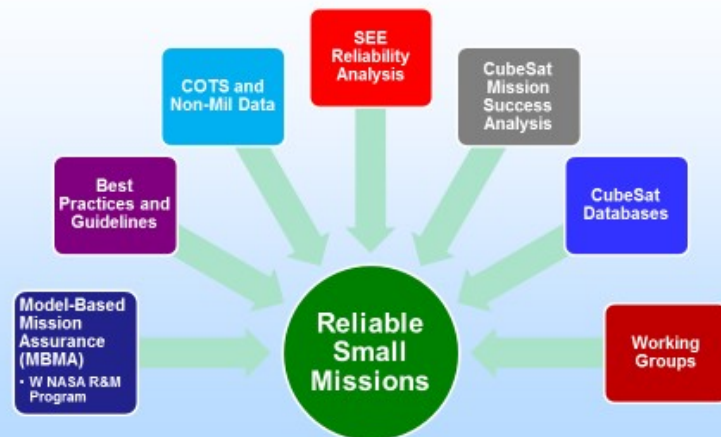 SEE
Reliability
Analysis
COTS and
Non-Mil Data
CubeSat
Mission
Success
Analysis
Best
Practices and
Guidelines
CubeSat
Databases
Model-Based
Mission
Assurance
(MBMA)
• W NASA R&M
Program
Reliable
Small
Missions
Working
Groups